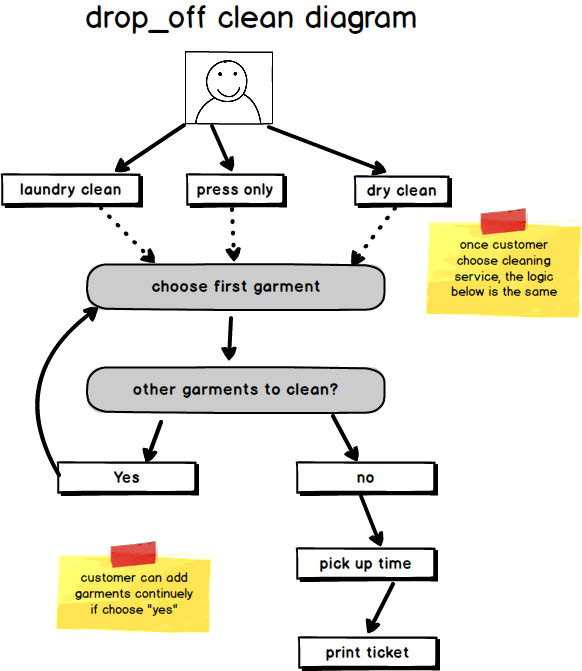 drop_off clean diagram
laundry clean
press only
dry clean
once customer
choose cleaning
service, the logic
below is the same
choose first garment
other garments to clean?
Yes
no
pick up time
customer can add
garments continuely
if choose "yes"
print ticket